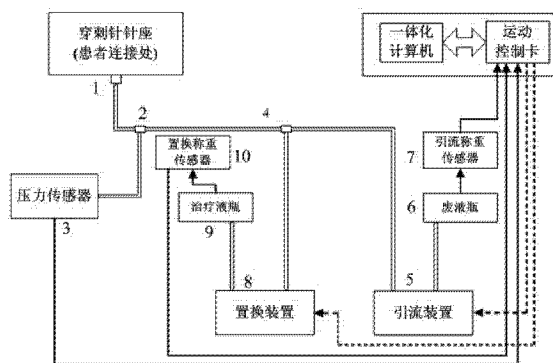 穿刺针针座
(患者连接处)
一体化
计算机
运动
控制卡
1
2
4
置换称重
传感器
10
7
引流称重
传感器
压力传感器
3
治疗液瓶
9
6
废液瓶
8
置换装置
5
引流装置